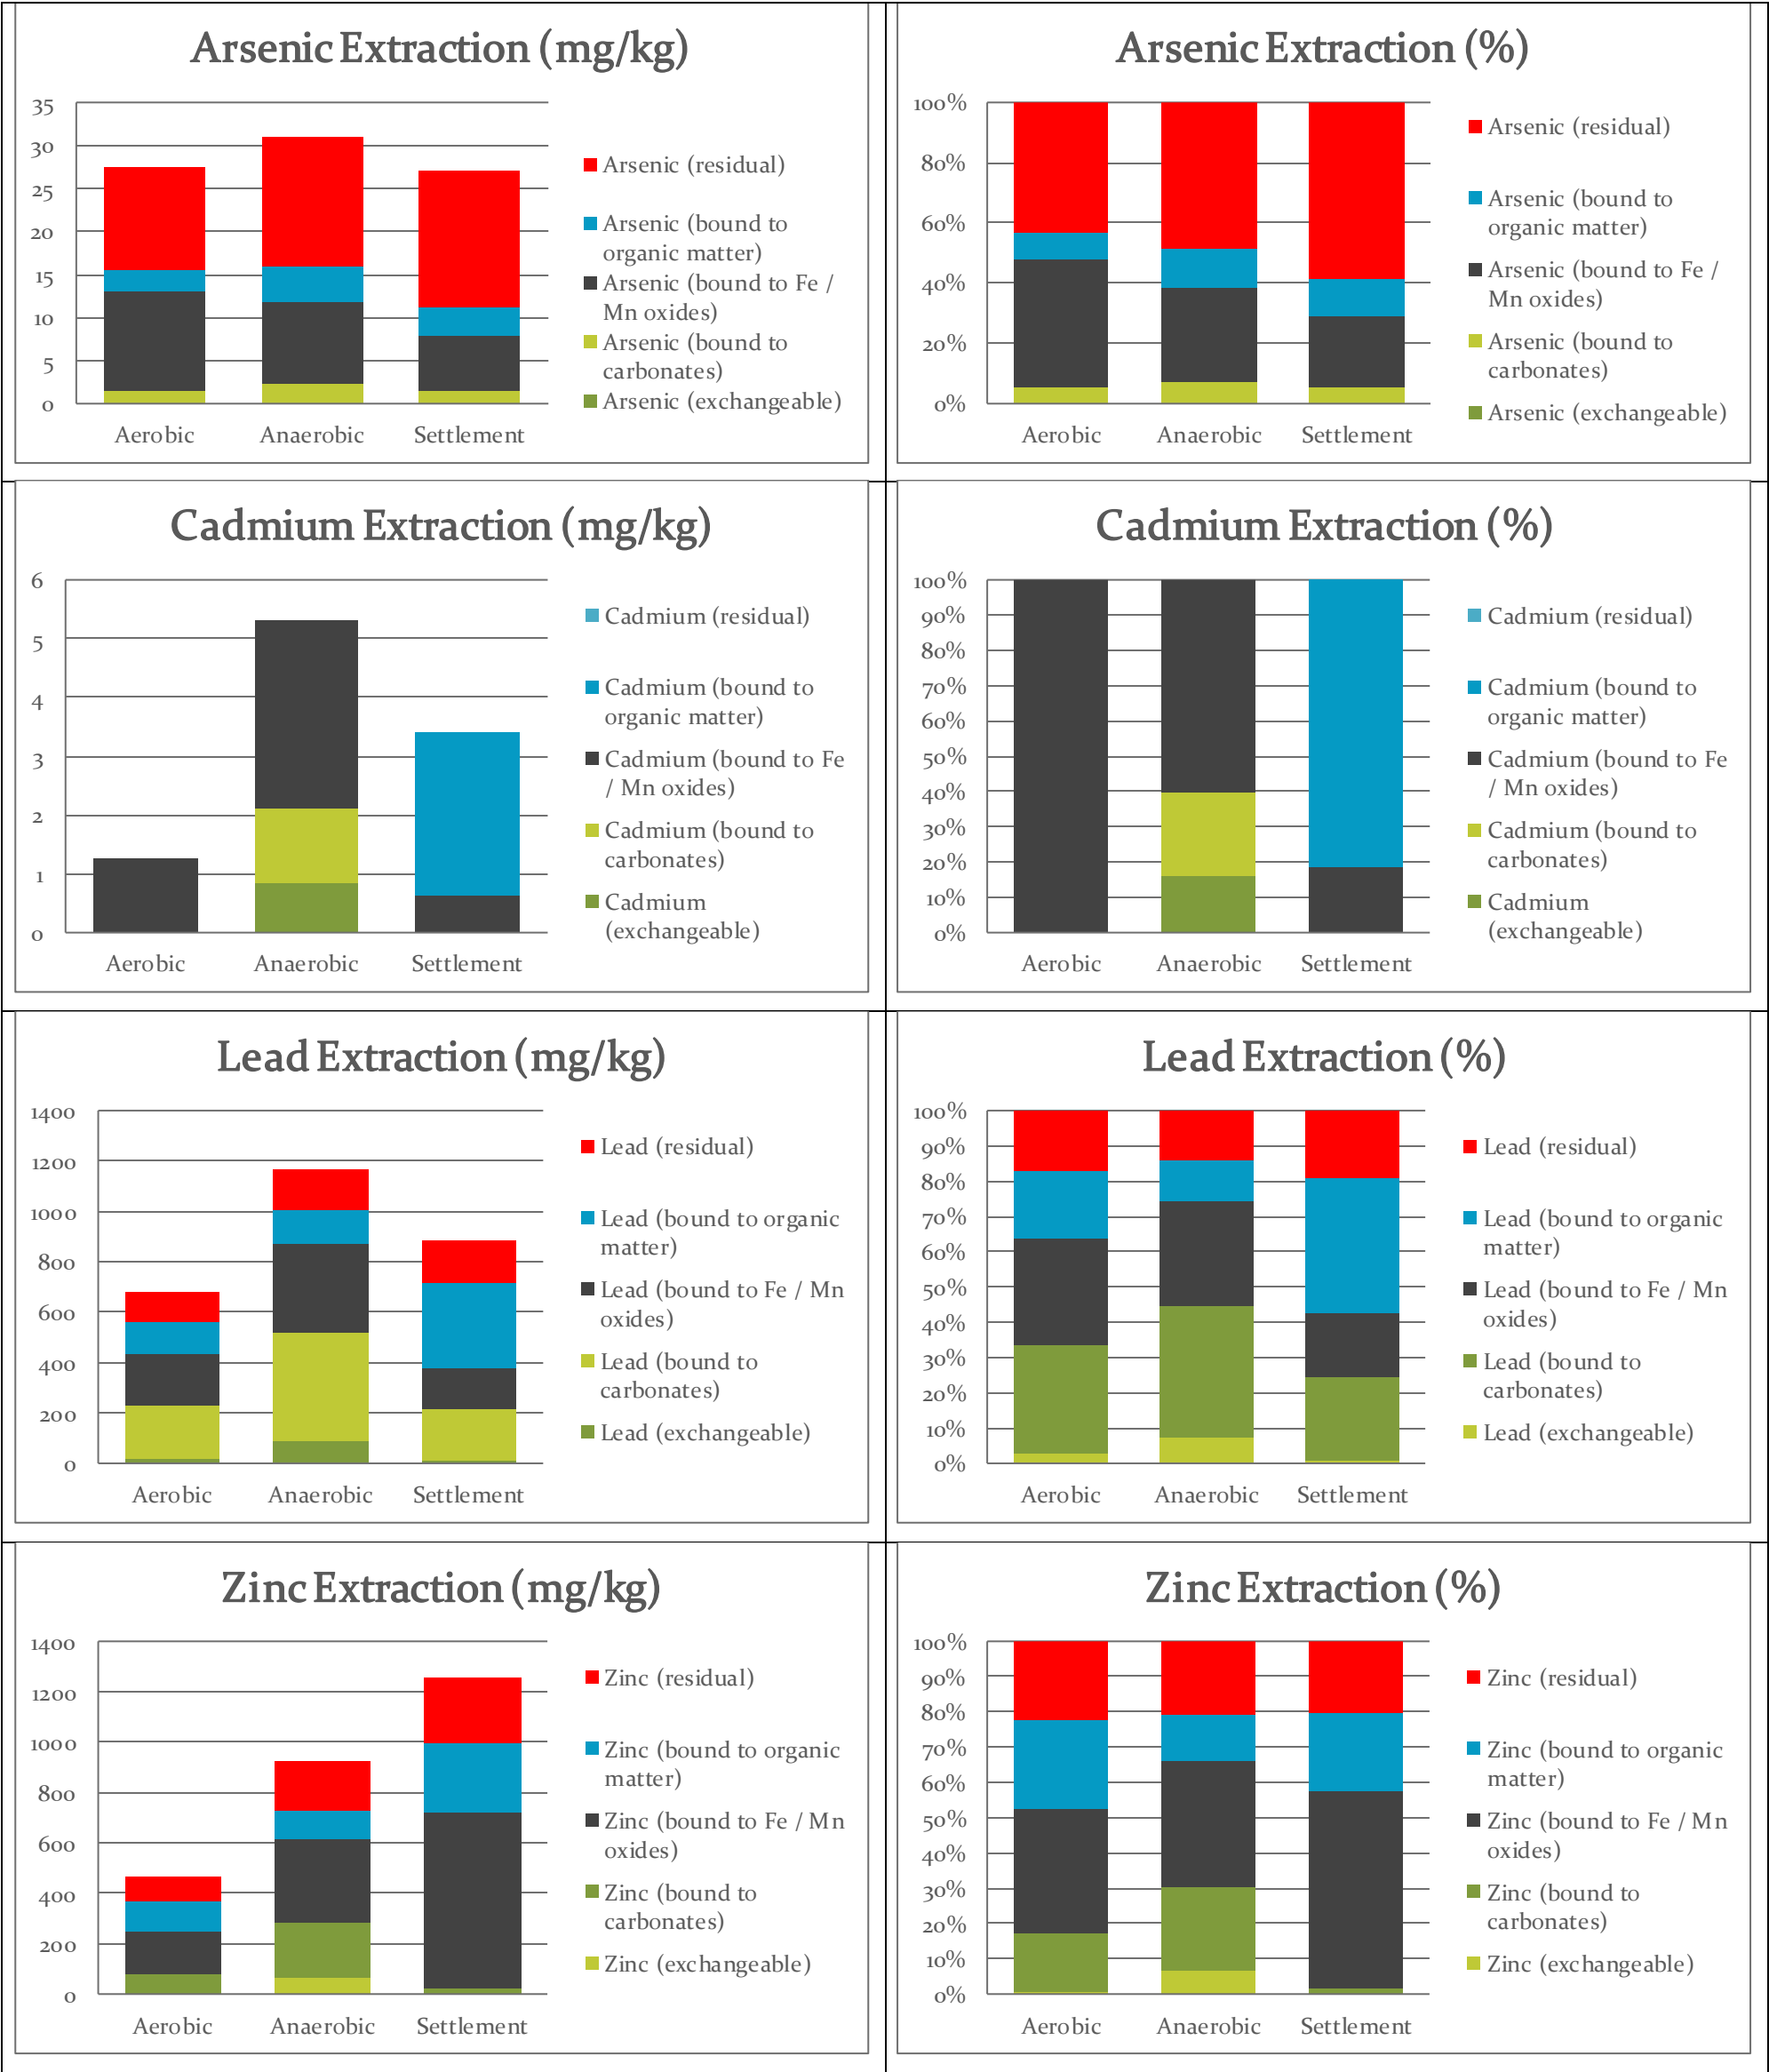 Arsenic Extraction (mg/kg)
35
30
25
20
15
10
5
0
Aerobic
Anaerobic
Settlement
Arsenic (residual)
Arsenic (bound to
organic matter)
Arsenic (bound to Fe /
Mn oxides)
Arsenic (bound to
carbonates)
Arsenic (exchangeable)
Arsenic Extraction (%)
100%
80%
60%
40%
20%
0%
Aerobic
Anaerobic
Settlement
Arsenic (residual)
Arsenic (bound to
organic matter)
Arsenic (bound to Fe /
Mn oxides)
Arsenic (bound to
carbonates)
Arsenic (exchangeable)
Cadmium Extraction (mg/kg)
6
5
4
3
2
1
0
Aerobic
Anaerobic
Settlement
Cadmium (residual)
Cadmium (bound to
organic matter)
Cadmium (bound to Fe
/ Mn oxides)
Cadmium (bound to
carbonates)
Cadmium
(exchangeable)
Cadmium Extraction (%)
100%
90%
80%
70%
60%
50%
40%
30%
20%
10%
0%
Aerobic
Anaerobic
Settlement
Cadmium (residual)
Cadmium (bound to
organic matter)
Cadmium (bound to Fe
/ Mn oxides)
Cadmium (bound to
carbonates)
Cadmium
(exchangeable)
Lead Extraction (mg/kg)
1400
1200
1000
800
600
400
200
0
Aerobic
Anaerobic
Settlement
Lead (residual)
Lead (bound to organic
matter)
Lead (bound to Fe / Mn
oxides)
Lead (bound to
carbonates)
Lead (exchangeable)
Lead Extraction (%)
100%
90%
80%
70%
60%
50%
40%
30%
20%
10%
0%
Aerobic
Anaerobic
Settlement
Lead (residual)
Lead (bound to organic
matter)
Lead (bound to Fe / Mn
oxides)
Lead (bound to
carbonates)
Lead (exchangeable)
Zinc Extraction (mg/kg)
1400
1200
1000
800
600
400
200
0
Aerobic
Anaerobic
Settlement
Zinc (residual)
Zinc (bound to organic
matter)
Zinc (bound to Fe / Mn
oxides)
Zinc (bound to
carbonates)
Zinc (exchangeable)
Zinc Extraction (%)
100%
90%
80%
70%
60%
50%
40%
30%
20%
10%
0%
Aerobic
Anaerobic
Settlement
Zinc (residual)
Zinc (bound to organic
matter)
Zinc (bound to Fe / Mn
oxides)
Zinc (bound to
carbonates)
Zinc (exchangeable)